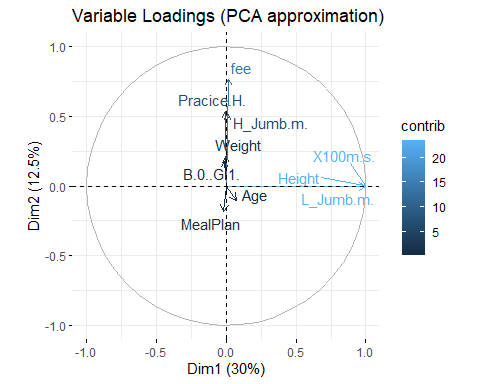 Variable Loadings (PCA approximation)
1.0
fee
Pracice.H.
0.5
H_Jumb.m.
contrib
Weight
X100m.s.
20
B.0..G.1.
Height
15
0.0
Age
L_Jumb.m.
10
MealPlan
5
-0.5
-1.0
Dim2 (12.5%)
-1.0
-0.5
0.0
0.5
1.0
Dim1 (30%)